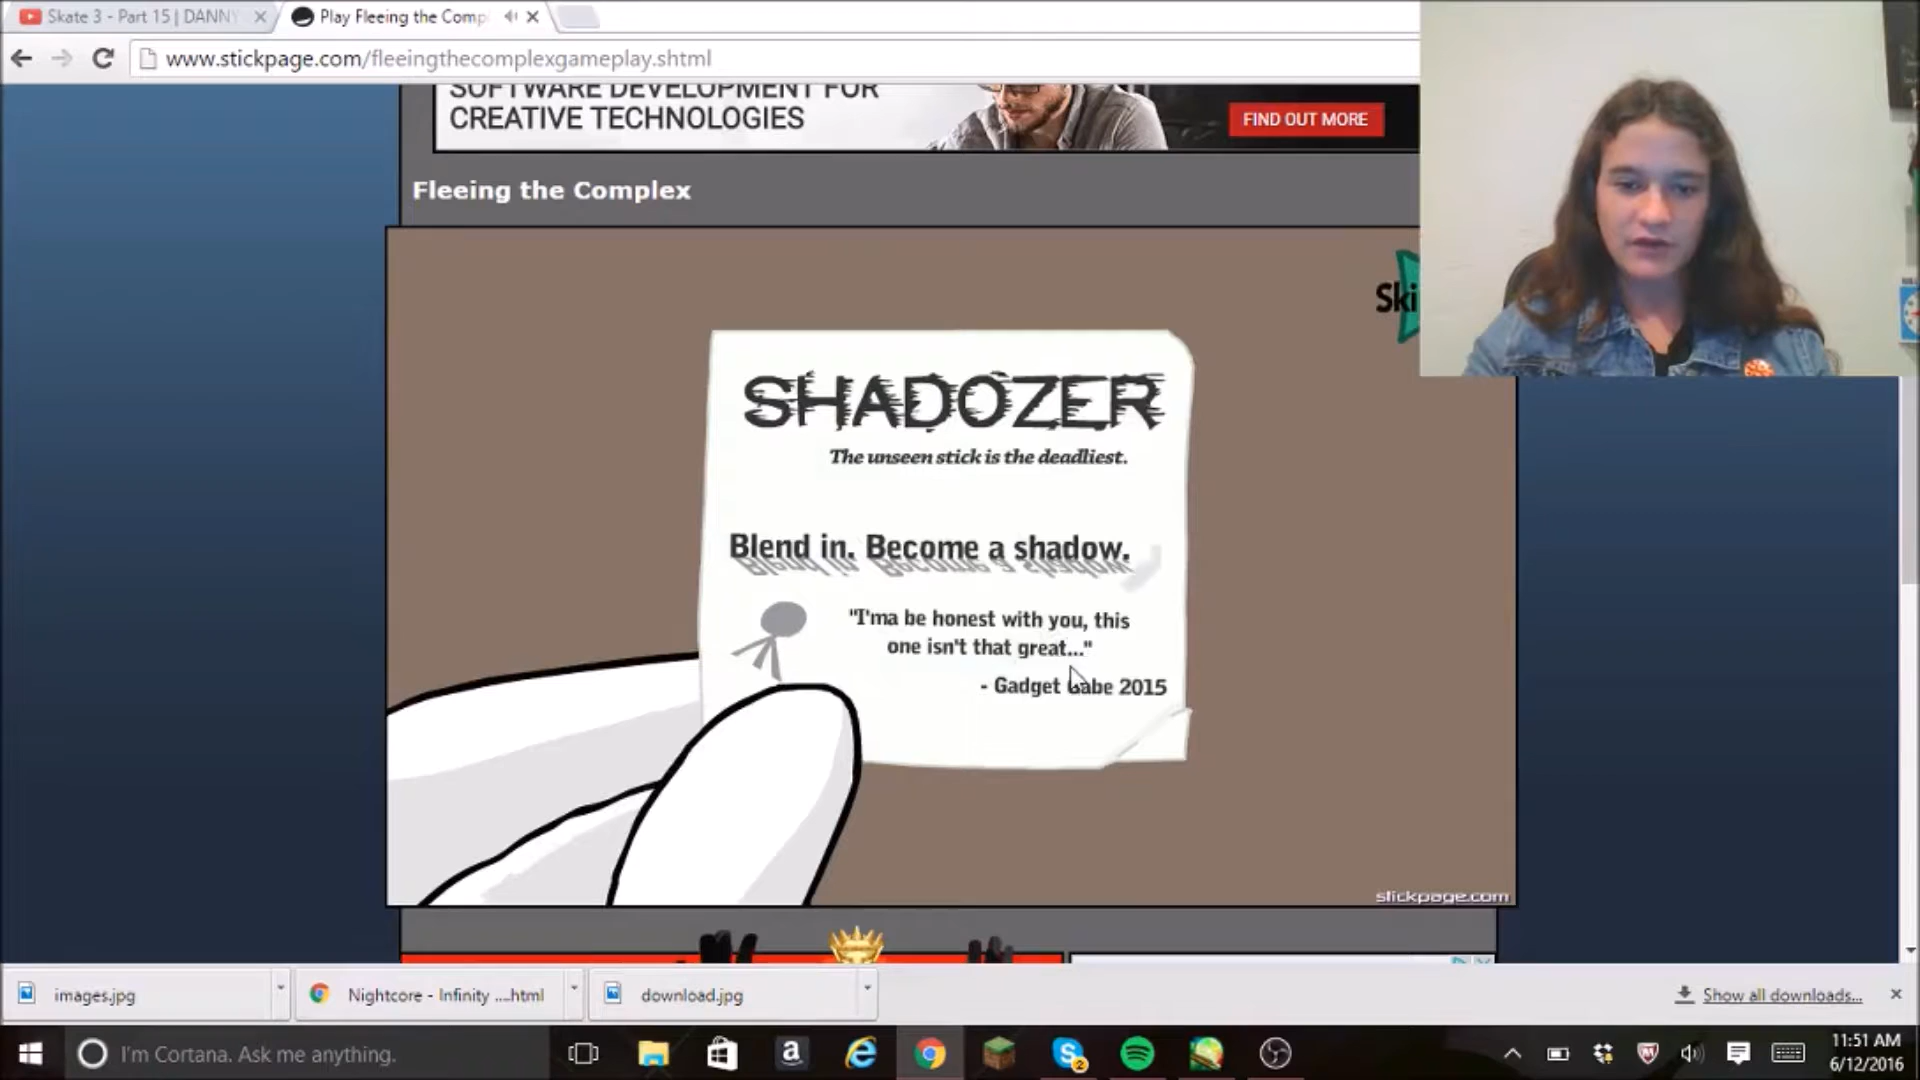 Skate 3 - Part 15 | DANNY
Play Fleeing the Comp
www.stickpage.com/fleeingthecomplexgameplay.shtml
SOFTWARE DEVELOPMENT FOR
CREATIVE TECHNOLOGIES
FIND OUT MORE
Fleeing the Complex
Ski
SHADOZER
The unseen stick is the deadliest.
Blend in. Become a shadow.
"I'ma be honest with you, this
one isn't that great..."
- Gadget Gabe 2015
stickpage.com
images.jpg
Nightcore - Infinity ....html
download.jpg
Show all downloads...
I'm Cortana. Ask me anything.
2
11:51 AM
6/12/2016